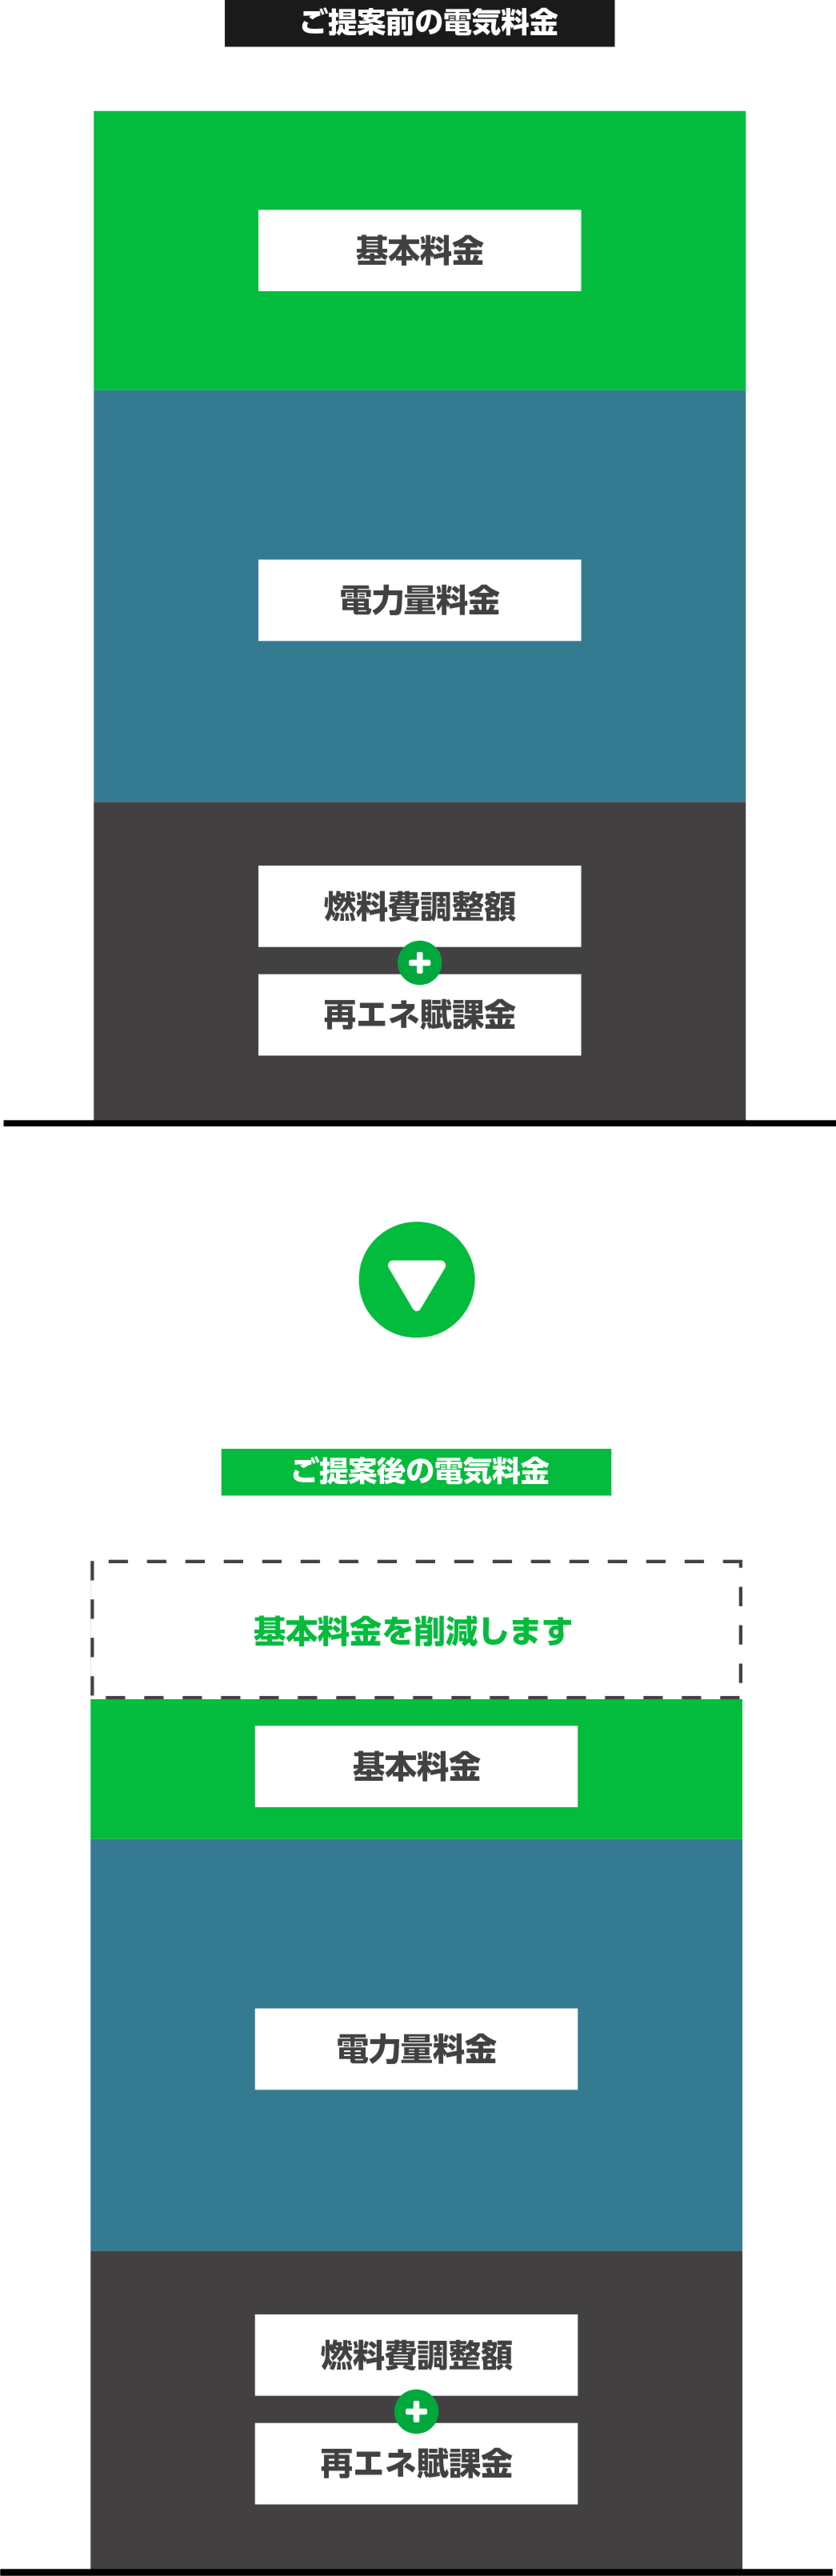 ご提案前の電気料金
基本料金
電力量料金
燃料費調整額
+
再エネ賦課金
ご提案後の電気料金
基本料金を削減します
基本料金
電力量料金
燃料費調整額
+
再エネ賦課金